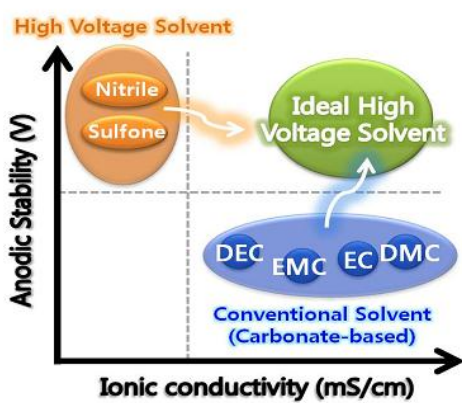 High Voltage Solvent
Nitrile
Sulfone
Ideal High
Voltage Solvent
DEC
EMC
EC
DMC
Conventional Solvent
(Carbonate-based)
Anodic Stability (V)
Ionic conductivity (mS/cm)